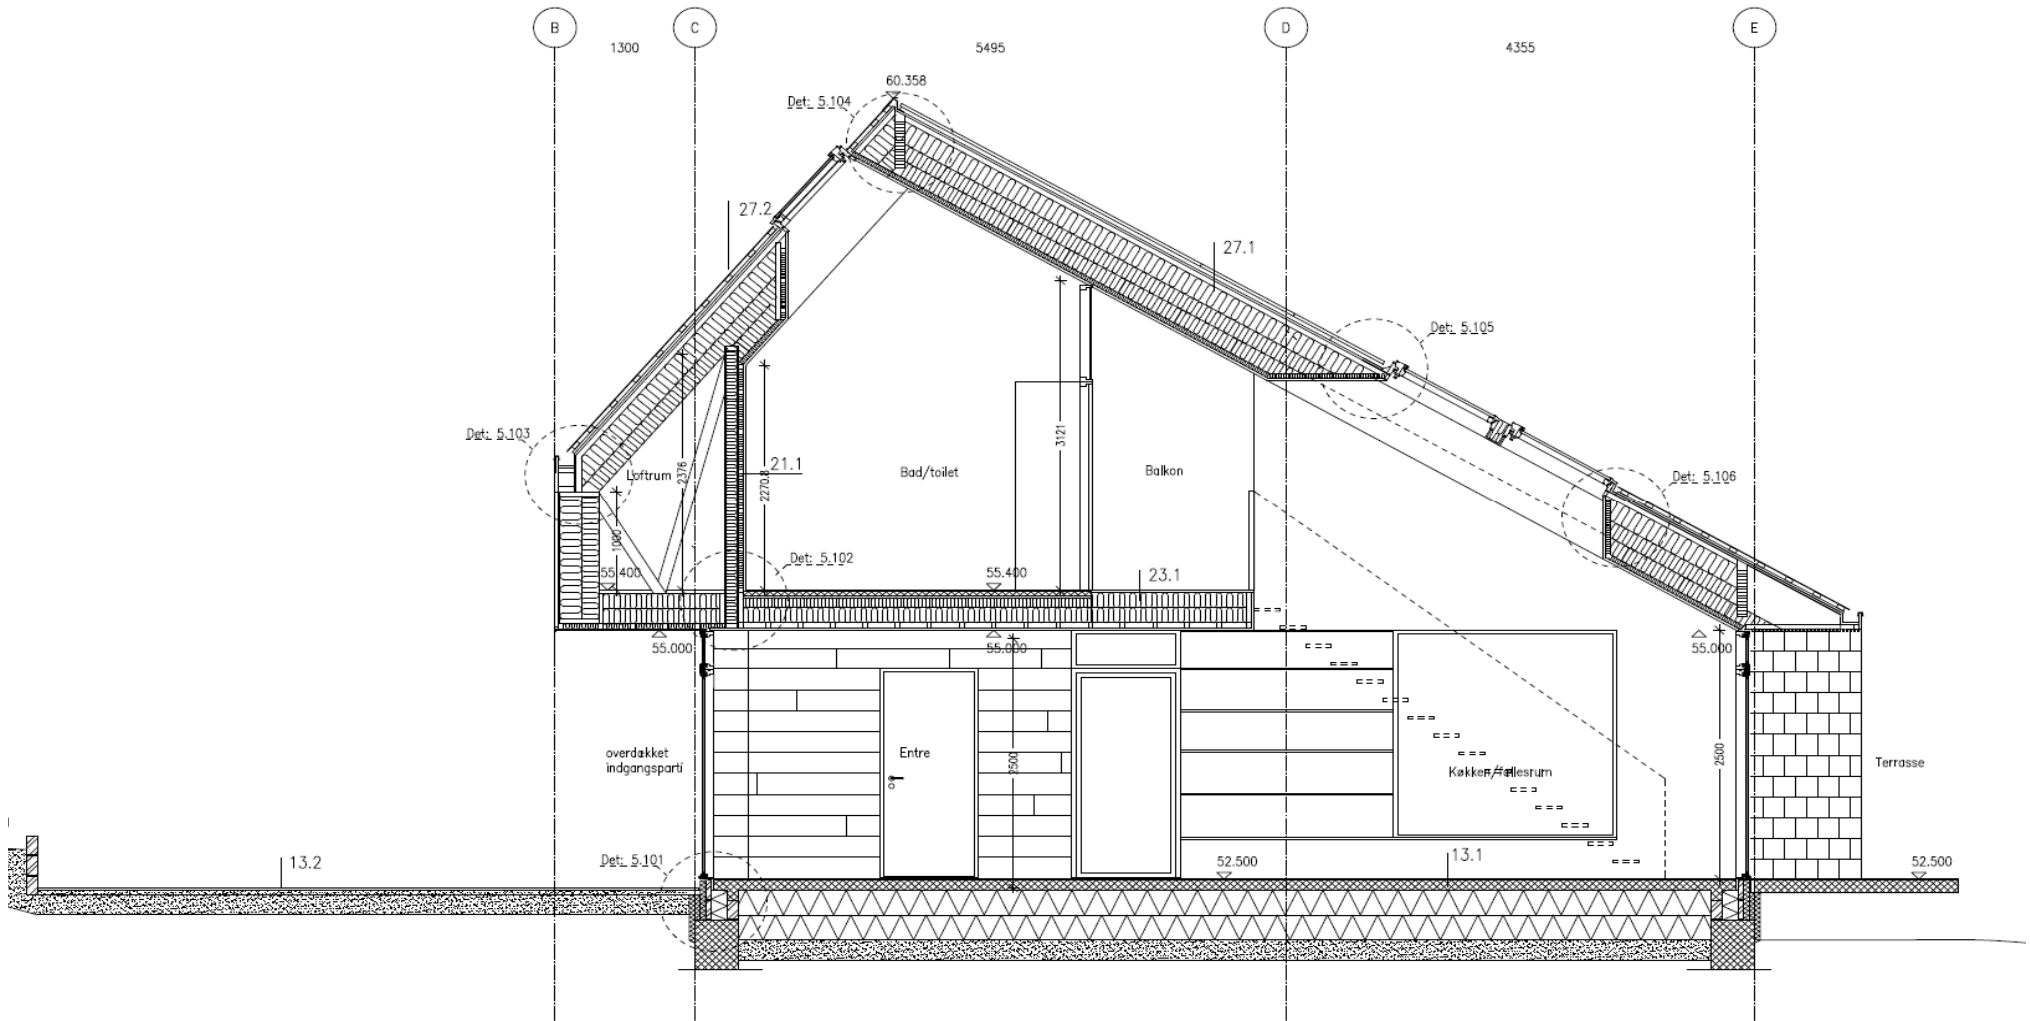 B
C
D
E
1300
5495
4355
60.358
Det: 5.104
27.2
27.1
Det: 5.105
Det: 5.103
3121
Loftrum
2376
21.1
2270.8
Bad/toilet
Balkon
Det: 5.106
1000
Det: 5.102
55.400
55.400
23.1
55.000
55.000
55.000
overdækket
indgangsparti
Entre
2500
Køkken/fællesrum
2500
Terrasse
13.2
Det: 5.101
52.500
13.1
52.500